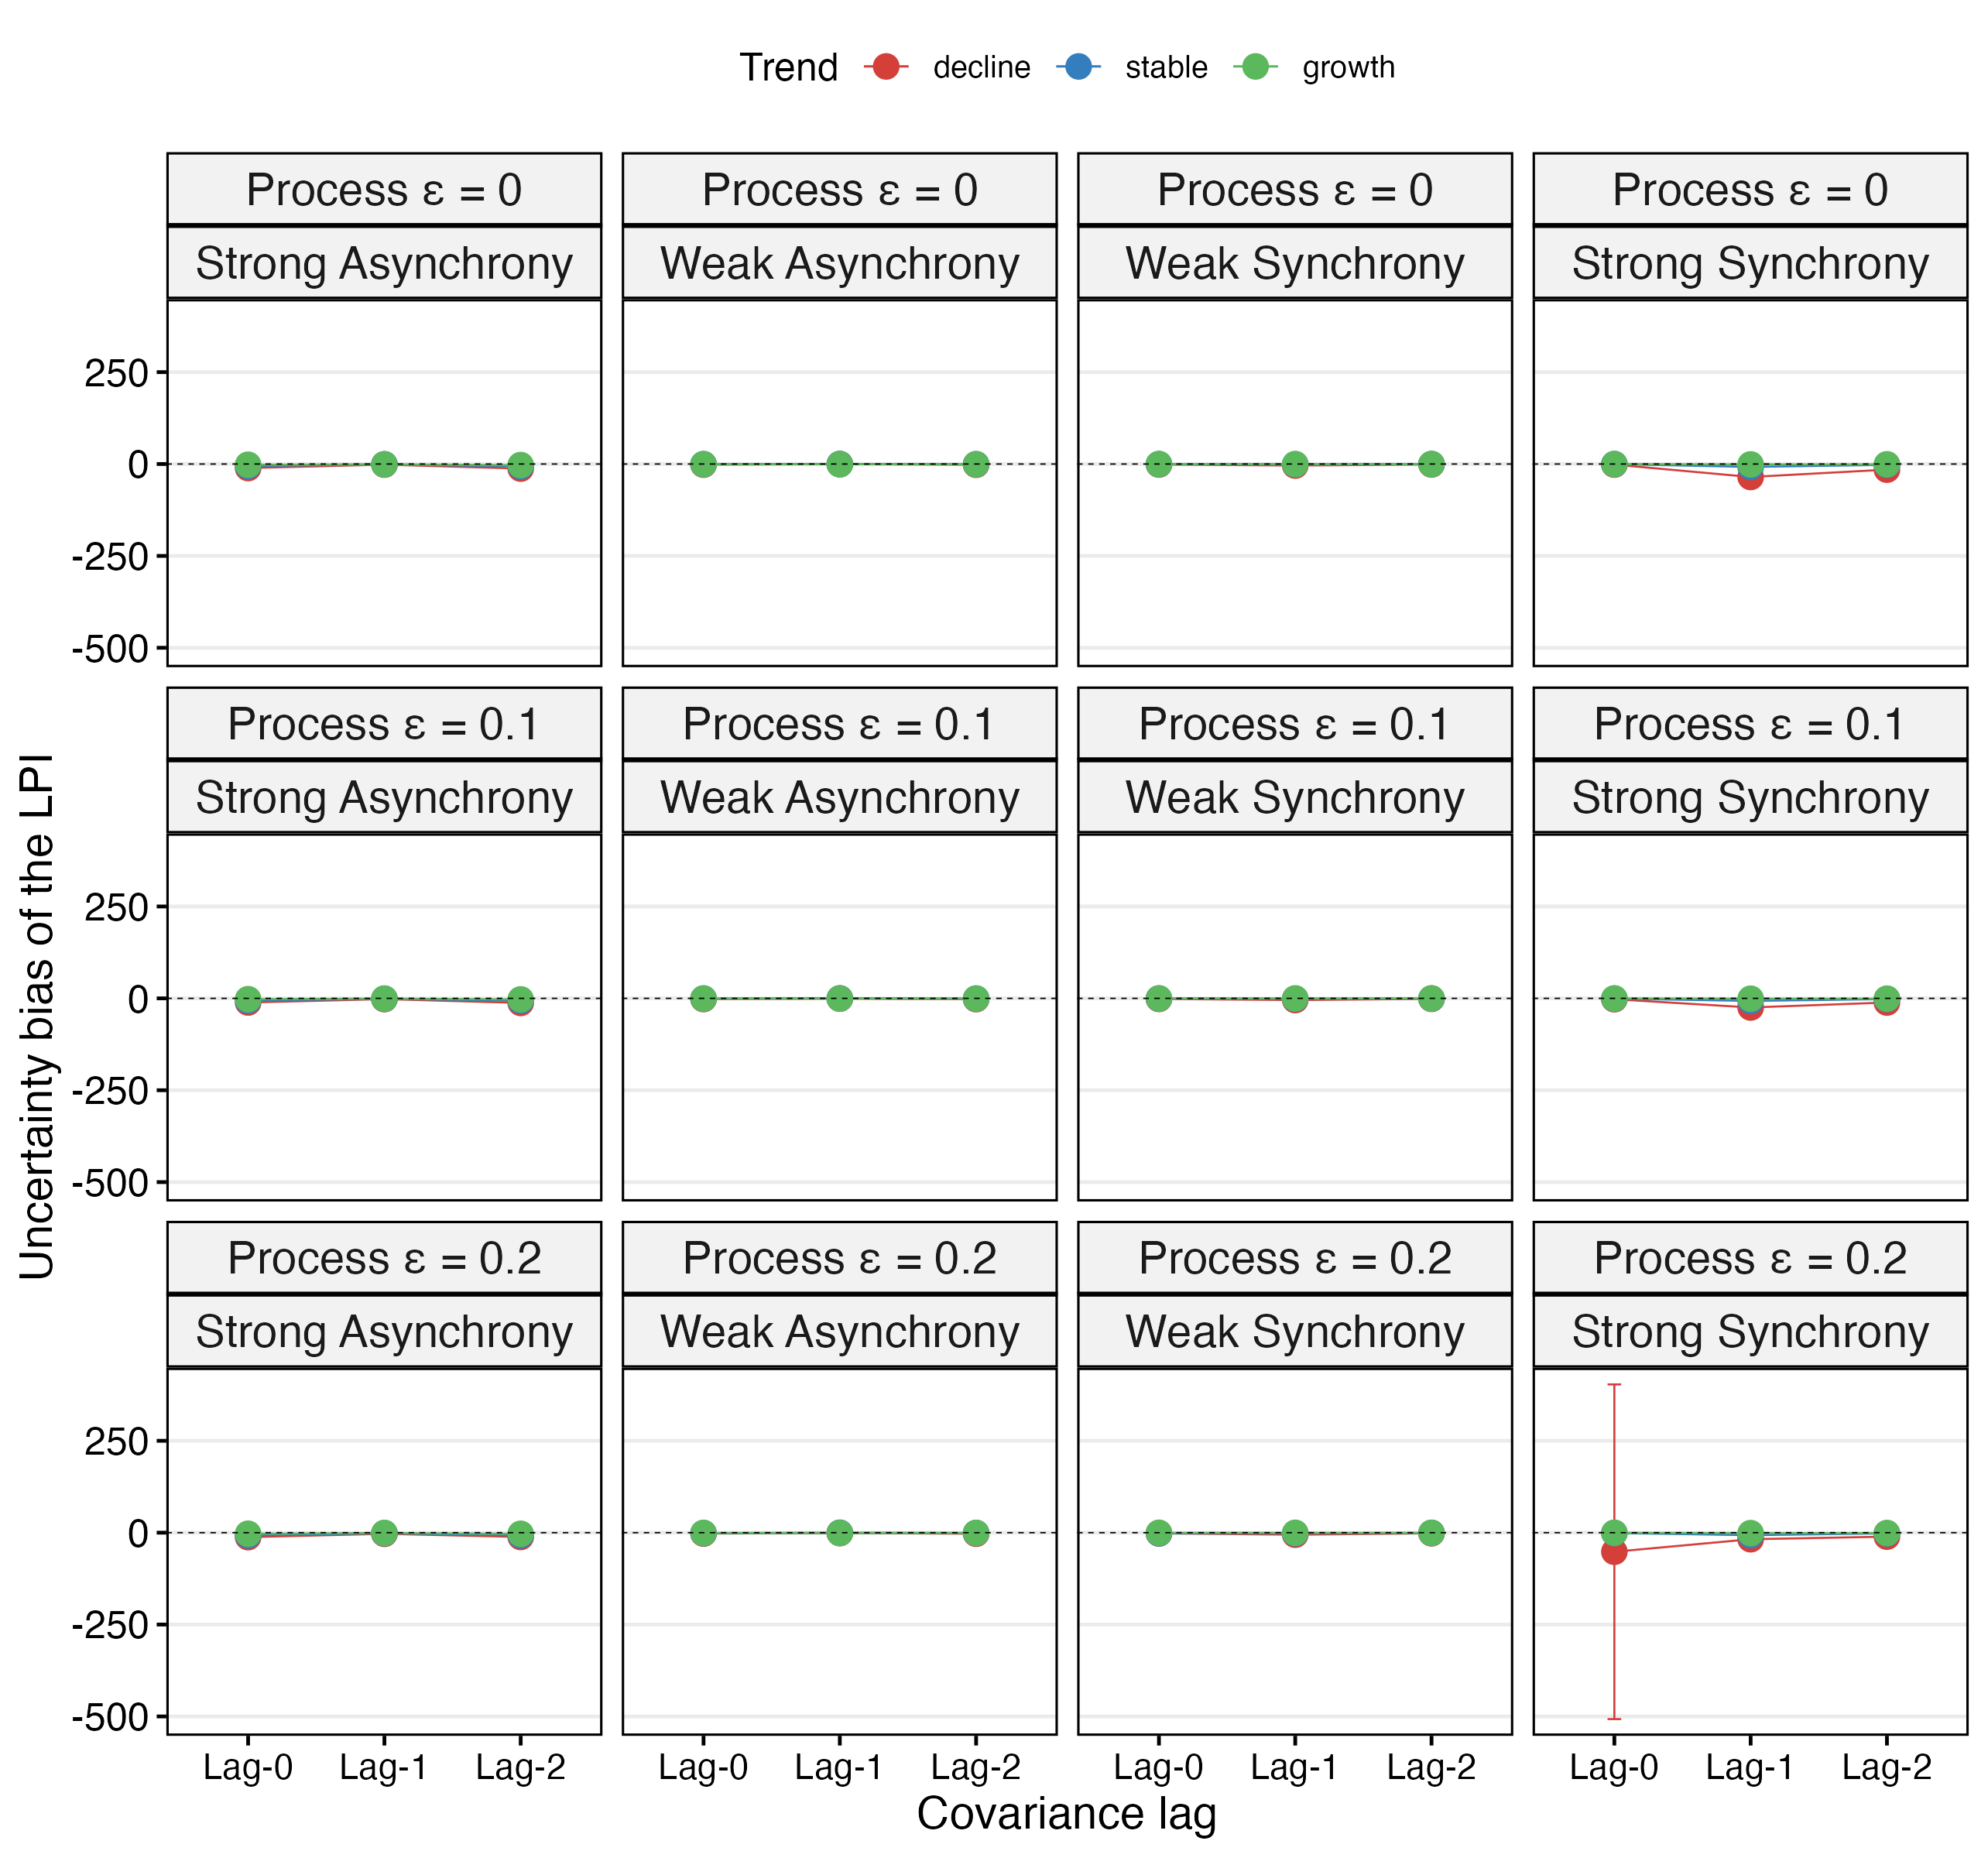 Trend decline stable growth
Process ε = 0 Process ε = 0 Process ε = 0 Process ε = 0
Strong Asynchrony Weak Asynchrony Weak Synchrony Strong Synchrony
250
0
-250
-500
Process ε = 0.1 Process ε = 0.1 Process ε = 0.1 Process ε = 0.1
Strong Asynchrony Weak Asynchrony Weak Synchrony Strong Synchrony
250
0
-250
-500
Process ε = 0.2 Process ε = 0.2 Process ε = 0.2 Process ε = 0.2
Strong Asynchrony Weak Asynchrony Weak Synchrony Strong Synchrony
250
0
-250
-500
Lag-0 Lag-1 Lag-2 Lag-0 Lag-1 Lag-2 Lag-0 Lag-1 Lag-2 Lag-0 Lag-1 Lag-2
Covariance lag
Uncertainty bias of the LPI